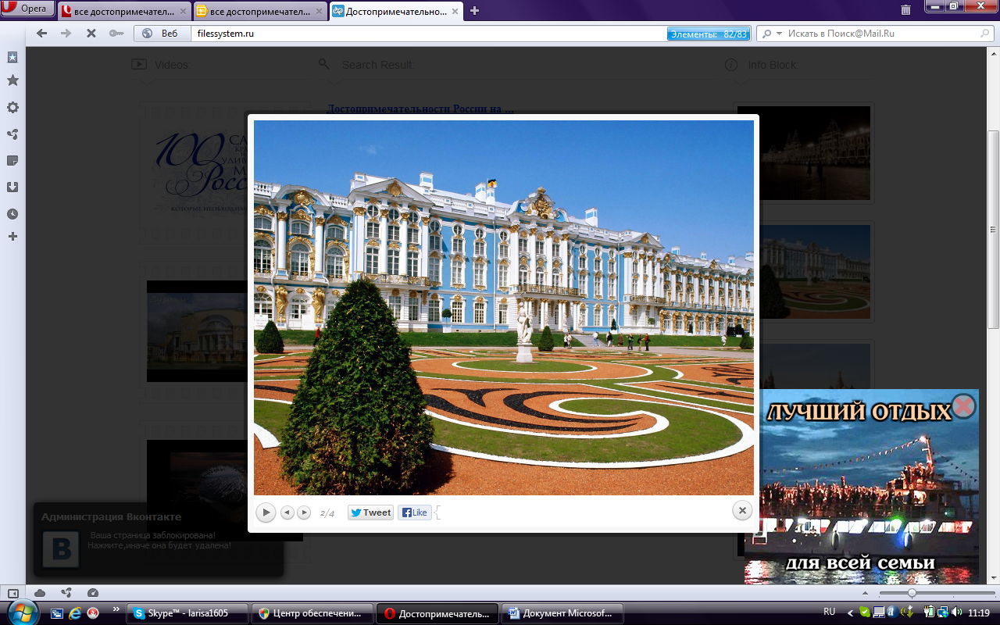 Opera
все достопримечател...
все достопримечател...
Достопримечательно...
Веб
filessystem.ru
Элементы: 82/83
Искать в Поиск@Mail.Ru
Videos:
Search Result:
Info Block:
Достопримечательности России на ...
100
ЛУЧШИЙ ОТДЫХ
для всей семьи
2/4
Tweet
Like
Администрация Вконтакте
Ваша страница заблокирована!
Нажмите,иначе она будет удалена!
В
Skype™ - larisa1605
Центр обеспечени...
Достопримечатель...
Документ Microsof...
RU
11:19